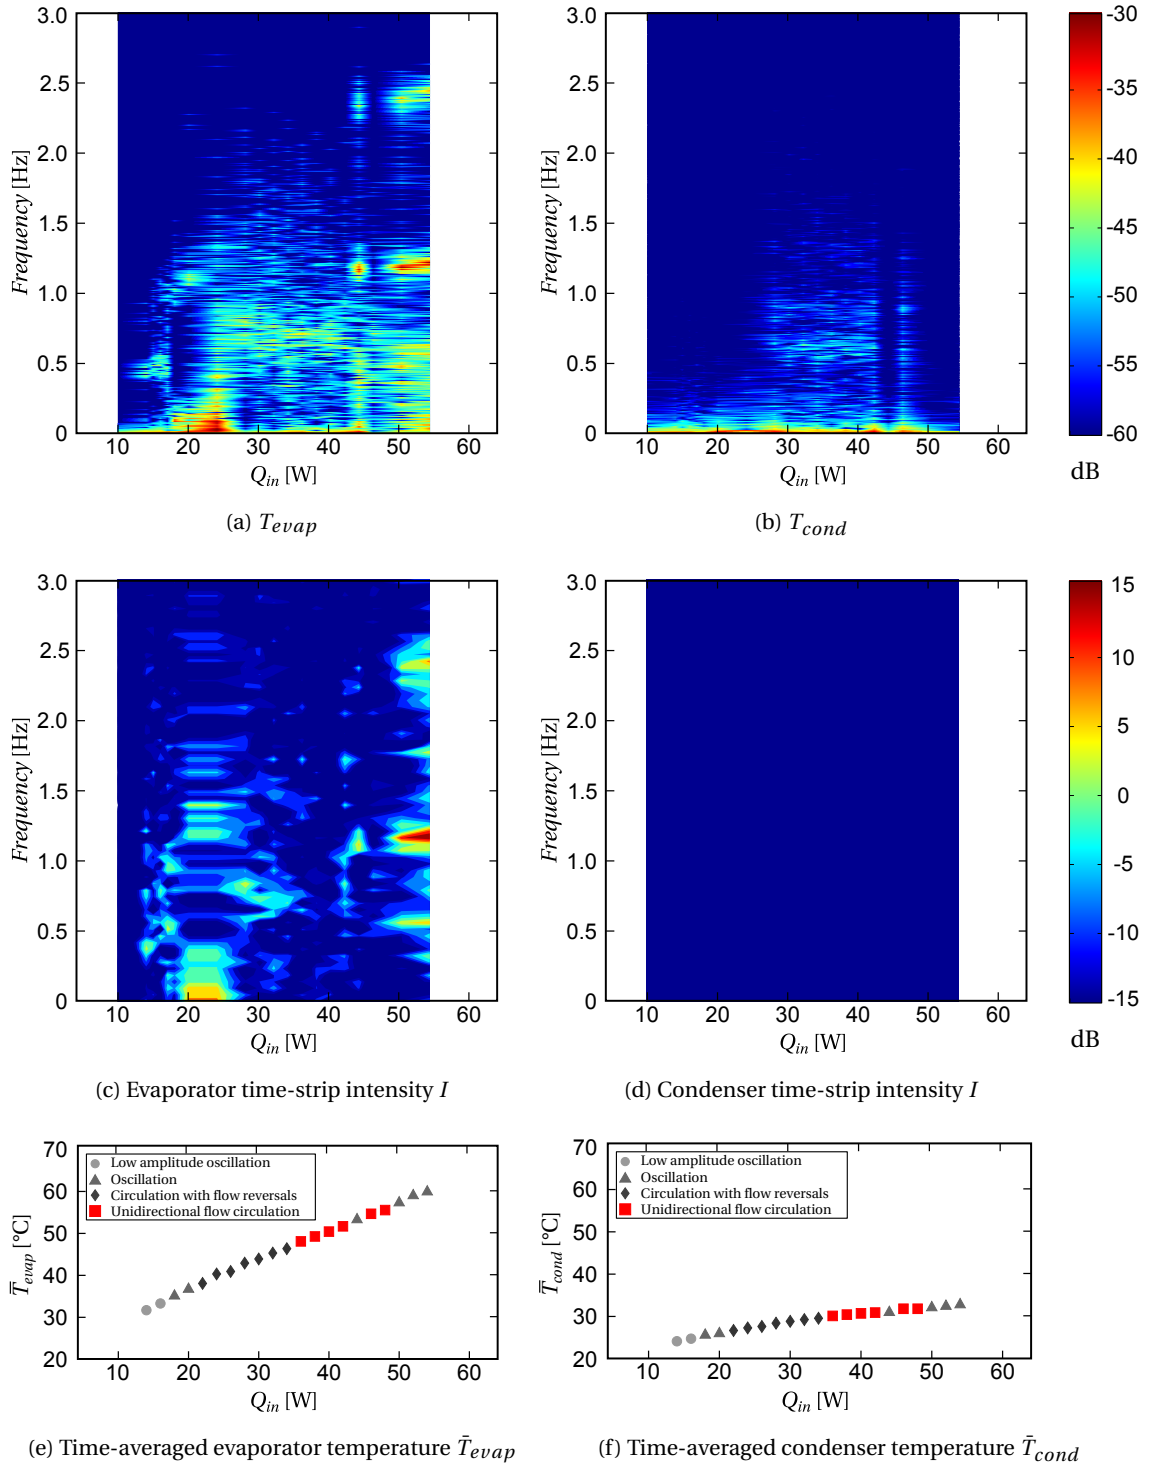 3.0
2.5
2.0
1.5
1.0
0.5
0
Frequency [Hz]
10 20 30 40 50 60
Q_in [W]
(a) T_evap
3.0
2.5
2.0
1.5
1.0
0.5
0
Frequency [Hz]
10 20 30 40 50 60
Q_in [W]
(b) T_cond
-30
-35
-40
-45
-50
-55
-60
dB
3.0
2.5
2.0
1.5
1.0
0.5
0
Frequency [Hz]
10 20 30 40 50 60
Q_in [W]
(c) Evaporator time-strip intensity I
3.0
2.5
2.0
1.5
1.0
0.5
0
Frequency [Hz]
10 20 30 40 50 60
Q_in [W]
(d) Condenser time-strip intensity I
15
10
5
0
-5
-10
-15
dB
70
60
50
40
30
20
T̄_evap [°C]
Low amplitude oscillation
Oscillation
Circulation with flow reversals
Unidirectional flow circulation
10 20 30 40 50 60
Q_in [W]
(e) Time-averaged evaporator temperature T̄_evap
70
60
50
40
30
20
T̄_cond [°C]
Low amplitude oscillation
Oscillation
Circulation with flow reversals
Unidirectional flow circulation
10 20 30 40 50 60
Q_in [W]
(f) Time-averaged condenser temperature T̄_cond